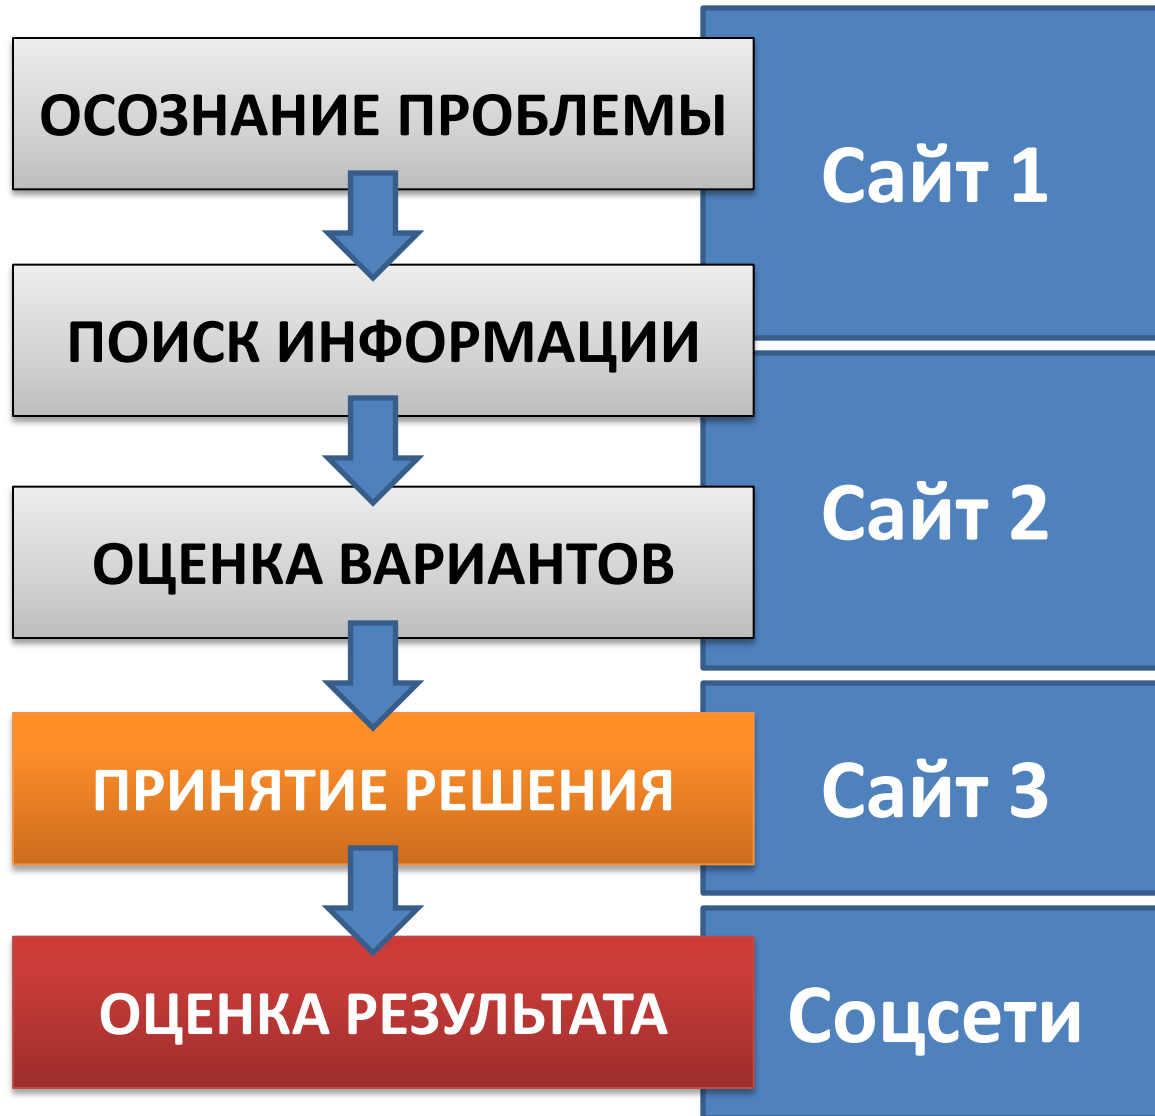 ОСОЗНАНИЕ ПРОБЛЕМЫ
Сайт 1
ПОИСК ИНФОРМАЦИИ
Сайт 2
ОЦЕНКА ВАРИАНТОВ
ПРИНЯТИЕ РЕШЕНИЯ
Сайт 3
ОЦЕНКА РЕЗУЛЬТАТА
Соцсети